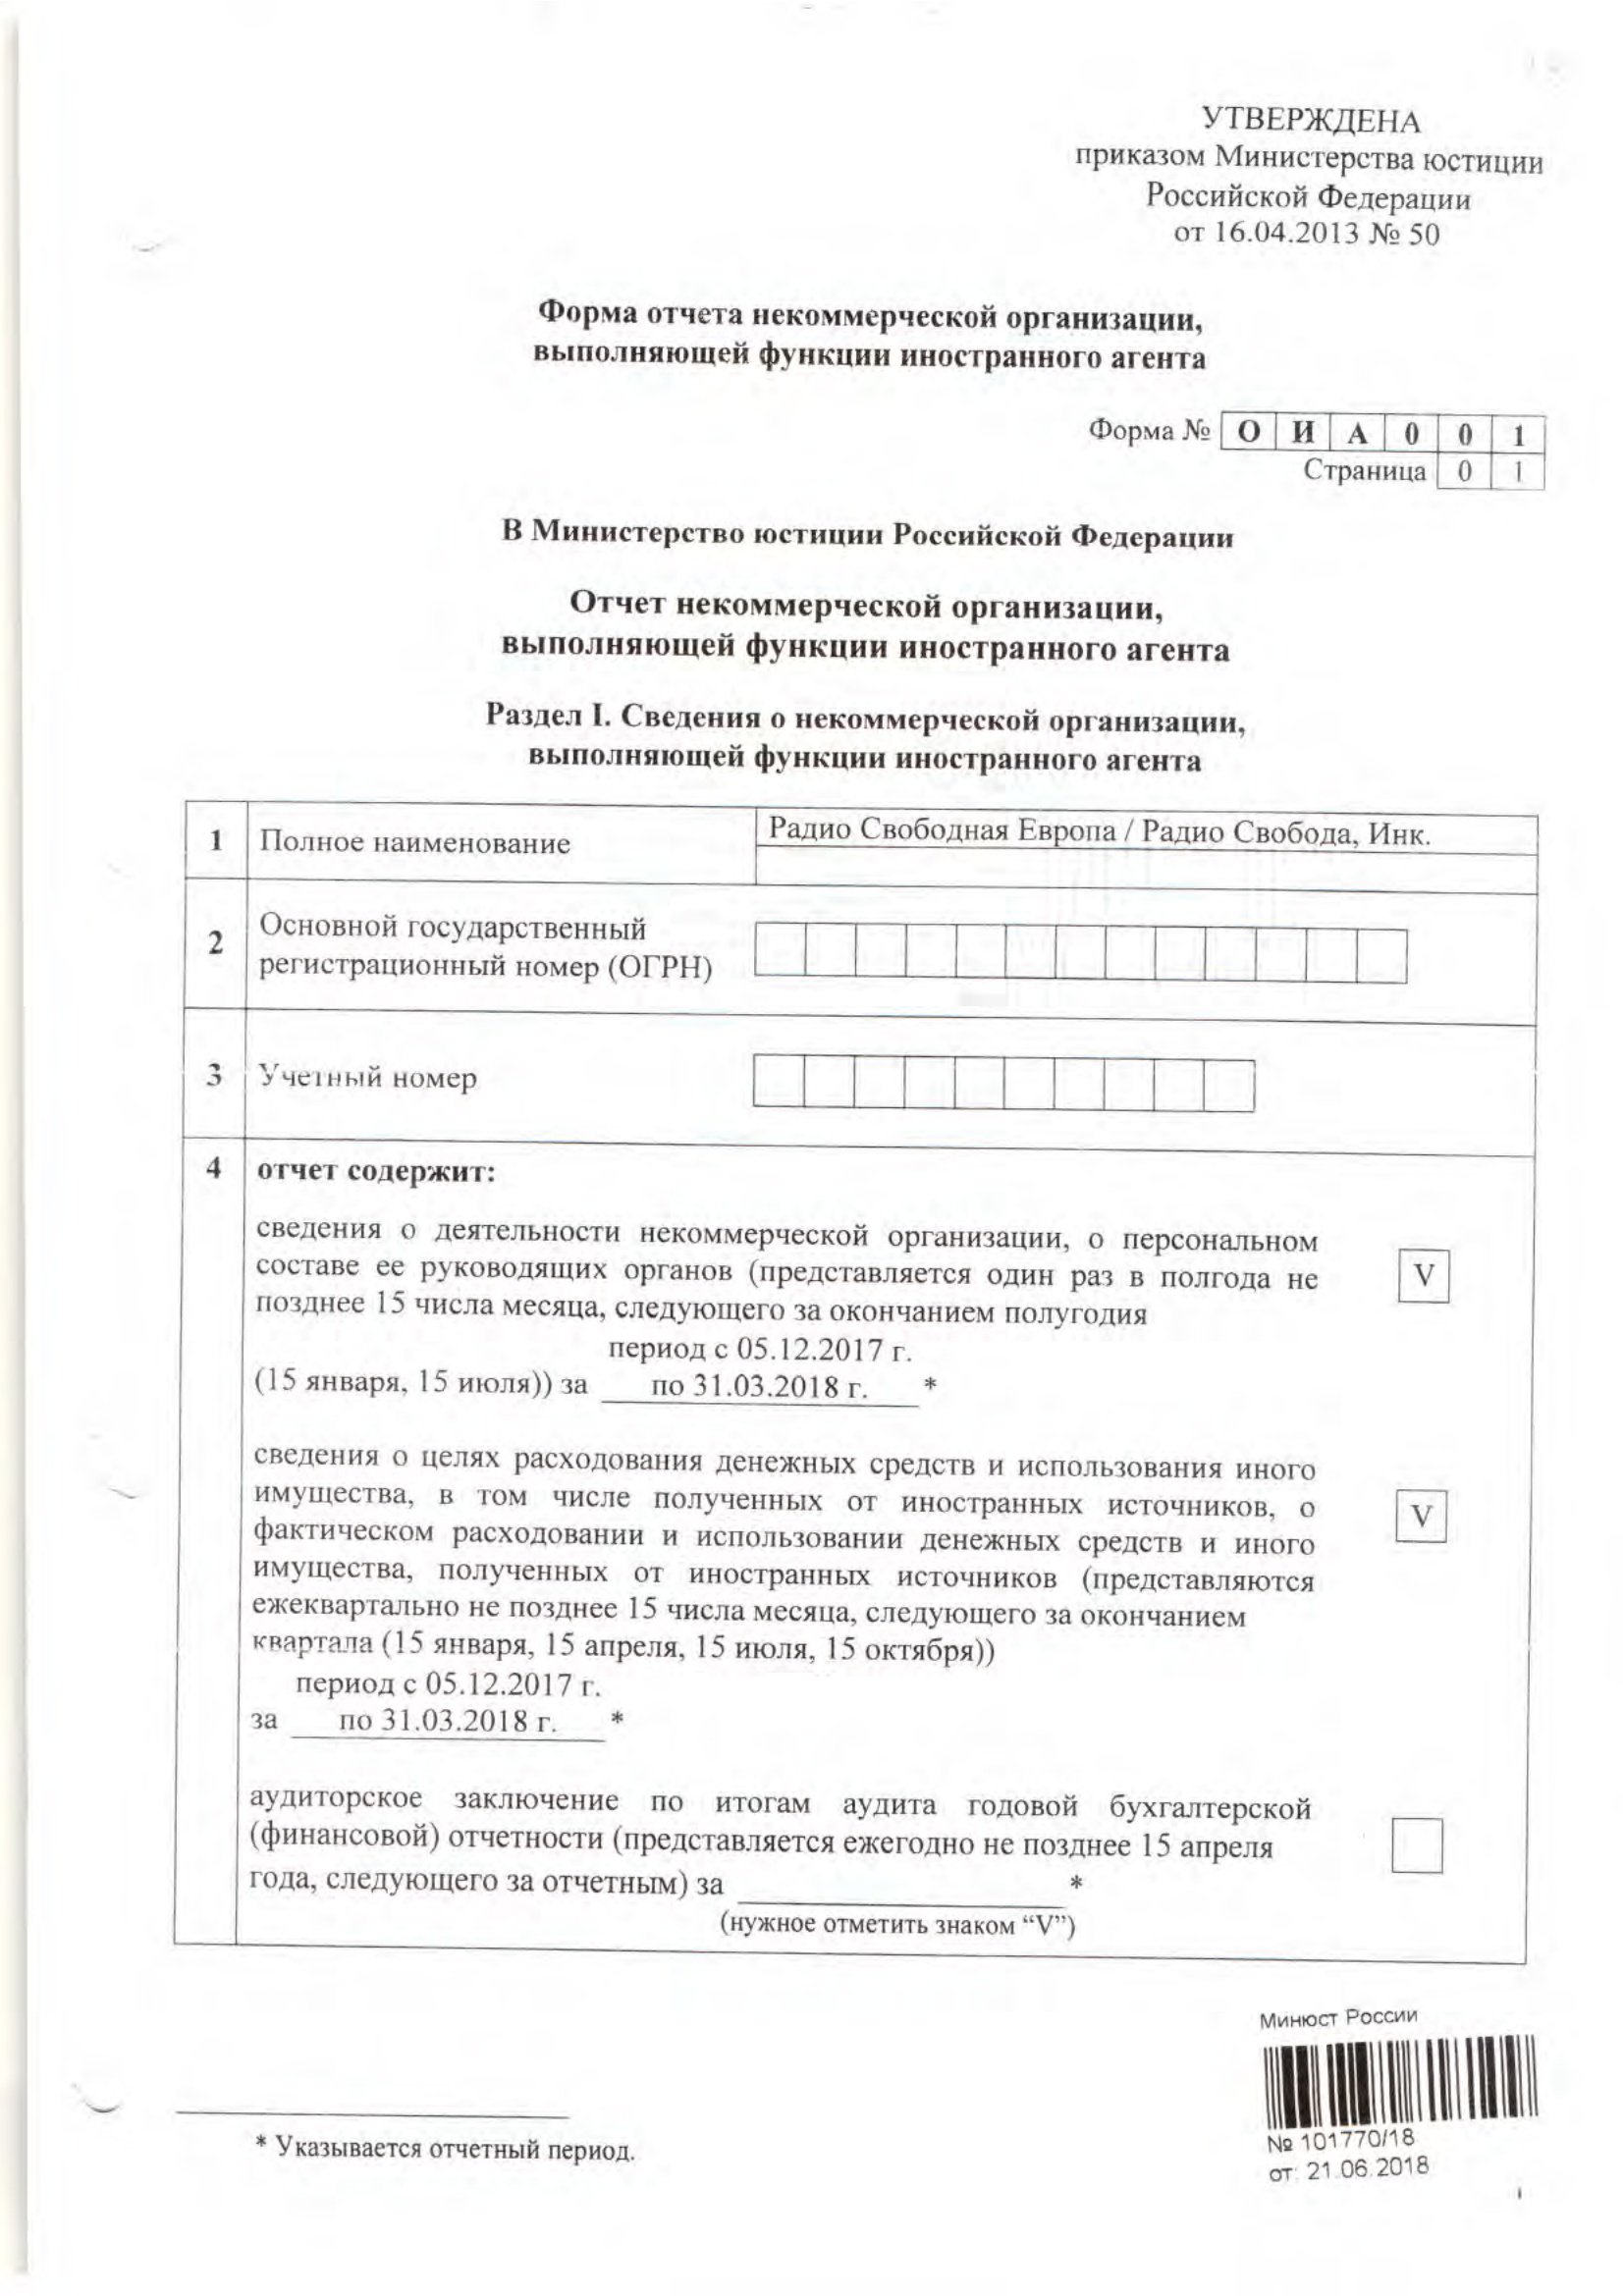 УТВЕРЖДЕНА
приказом Министерства юстиции
Российской Федерации
от 16.04.2013 № 50
Форма отчета некоммерческой организации,
выполняющей функции иностранного агента
Форма № О И А 0 0 1
Страница 0 1
В Министерство юстиции Российской Федерации
Отчет некоммерческой организации,
выполняющей функции иностранного агента
Раздел I. Сведения о некоммерческой организации,
выполняющей функции иностранного агента
1 Полное наименование Радио Свободная Европа / Радио Свобода, Инк.
2 Основной государственный
регистрационный номер (ОГРН)
3 Учетный номер
4 отчет содержит:
сведения о деятельности некоммерческой организации, о персональном
составе ее руководящих органов (представляется один раз в полгода не V
позднее 15 числа месяца, следующего за окончанием полугодия
период с 05.12.2017 г.
(15 января, 15 июля)) за по 31.03.2018 г. *
сведения о целях расходования денежных средств и использования иного
имущества, в том числе полученных от иностранных источников, о V
фактическом расходовании и использовании денежных средств и иного
имущества, полученных от иностранных источников (представляются
ежеквартально не позднее 15 числа месяца, следующего за окончанием
квартала (15 января, 15 апреля, 15 июля, 15 октября))
период с 05.12.2017 г.
за по 31.03.2018 г. *
аудиторское заключение по итогам аудита годовой бухгалтерской
(финансовой) отчетности (представляется ежегодно не позднее 15 апреля
года, следующего за отчетным) за *
(нужное отметить знаком “V”)
Минюст России
№ 101770/18
от: 21.06.2018
* Указывается отчетный период.